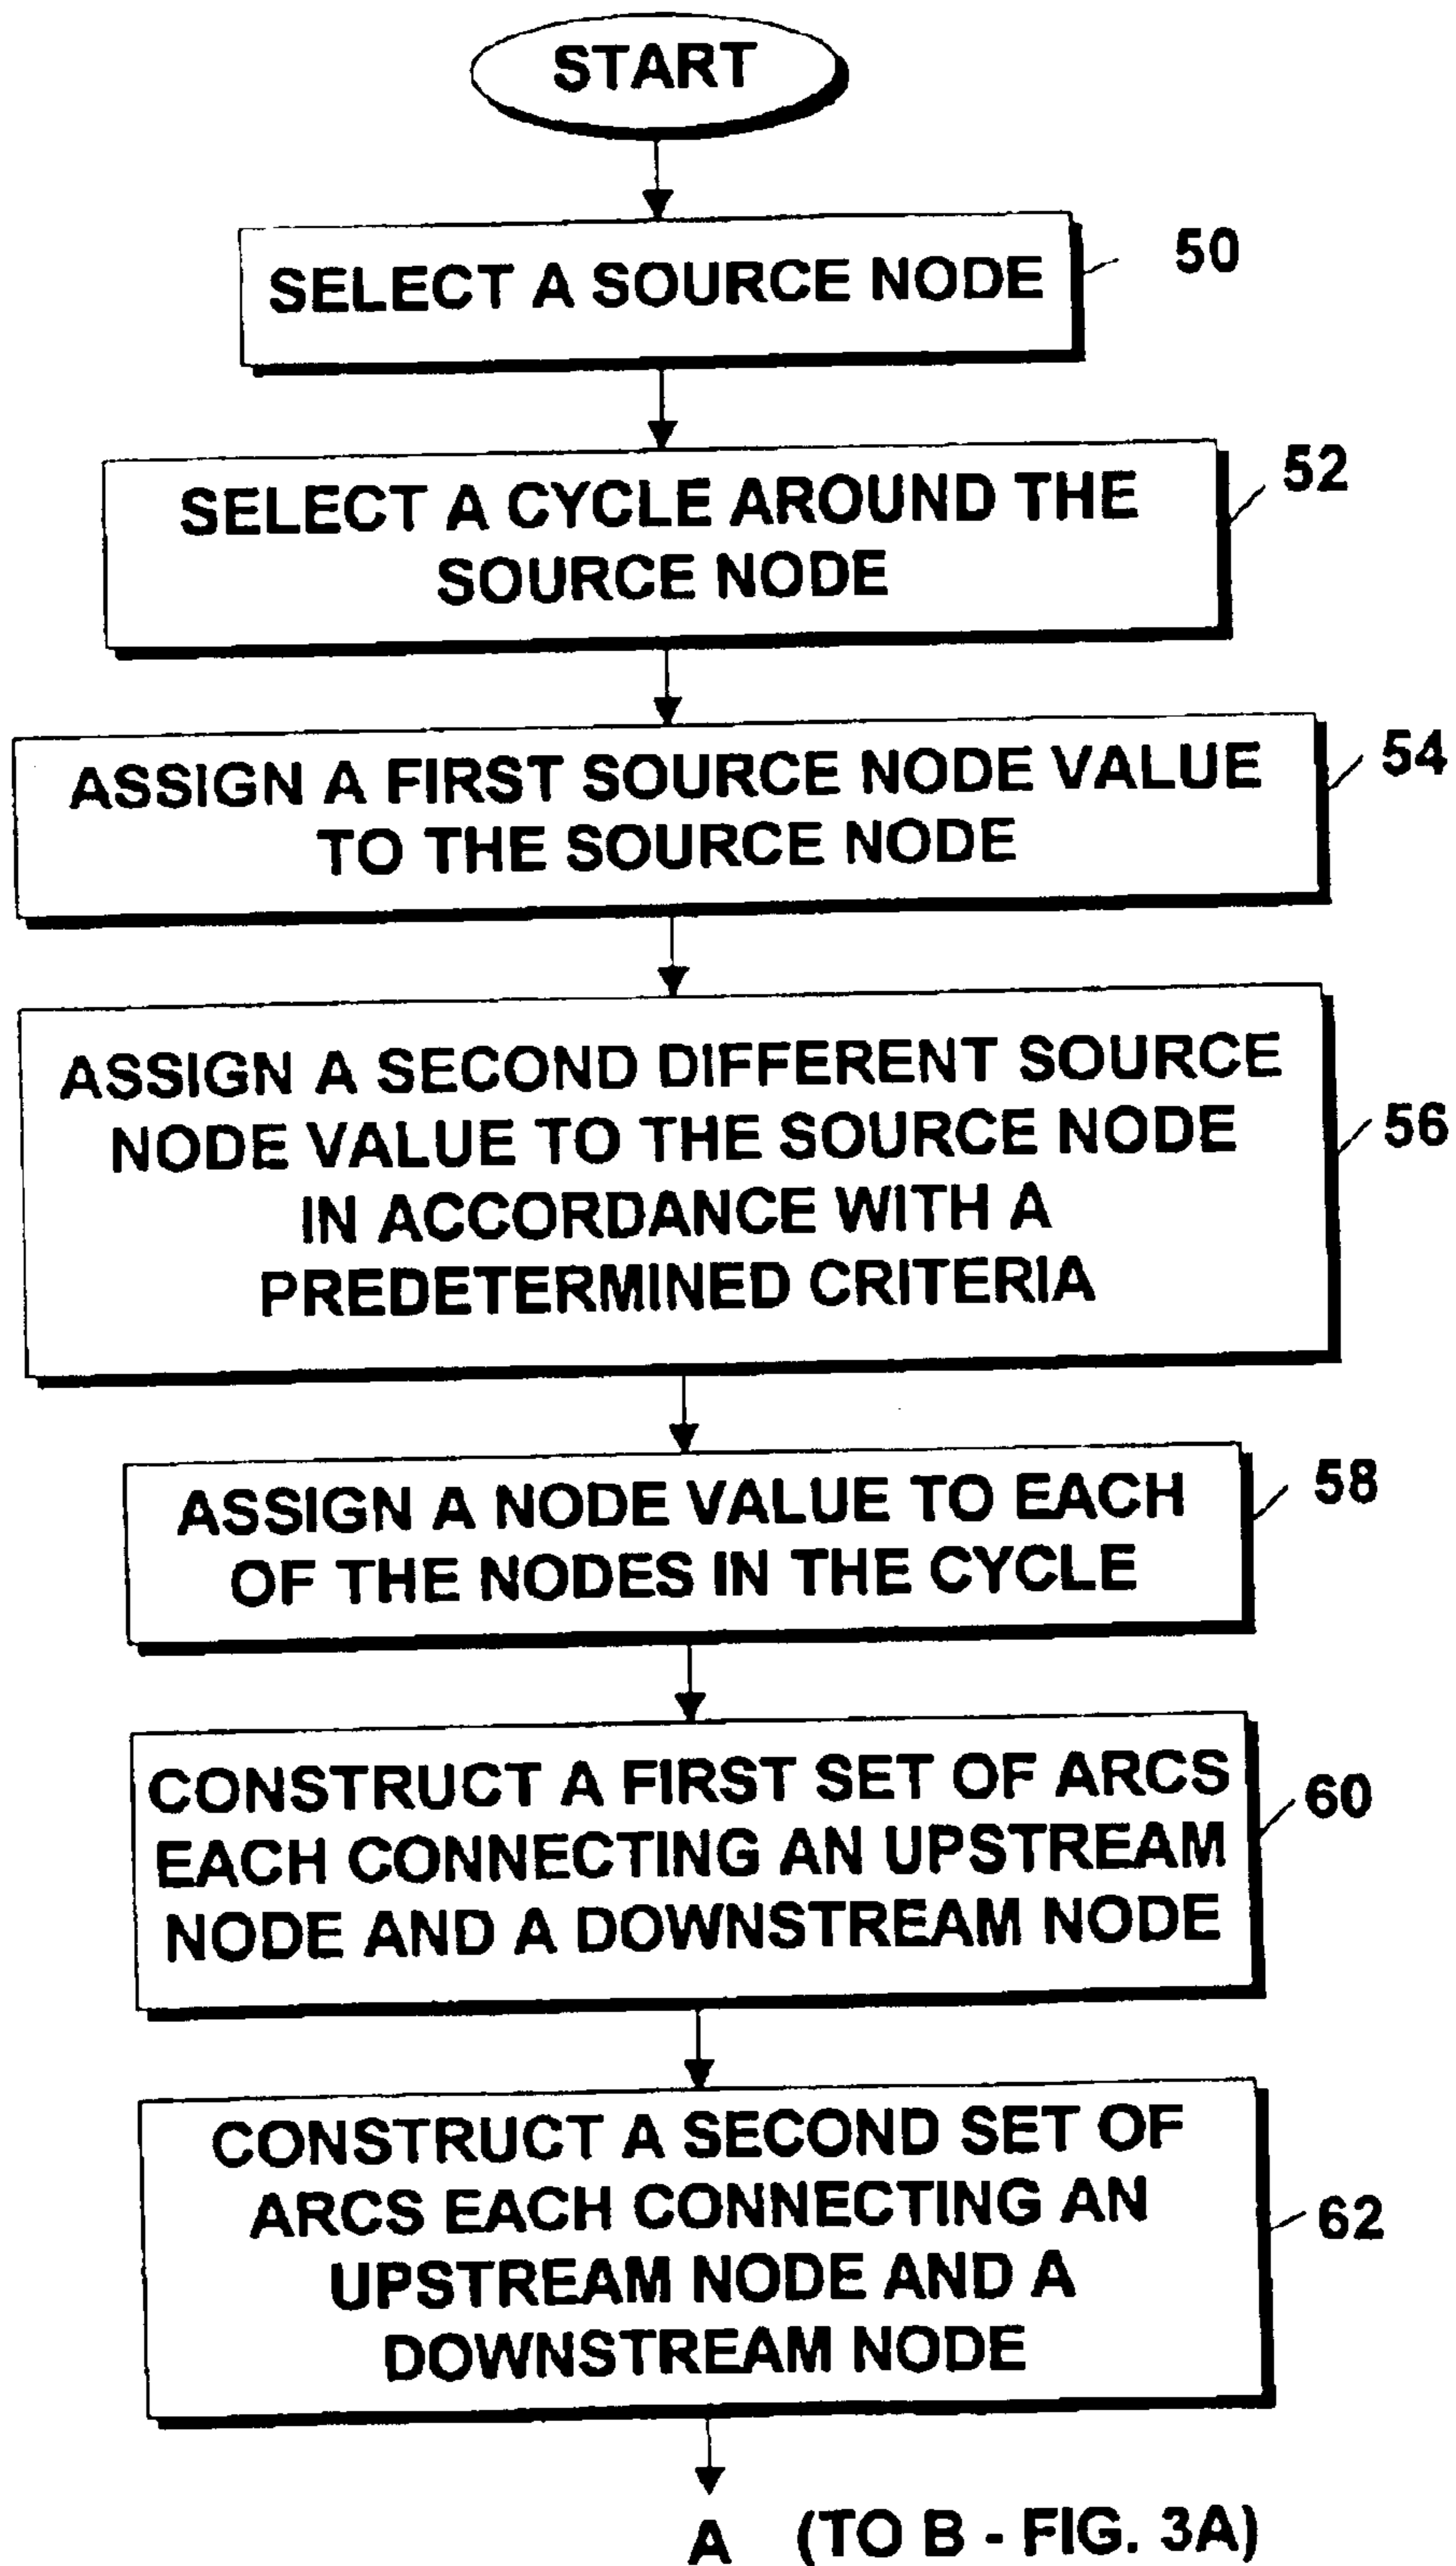 START
SELECT A SOURCE NODE
50
SELECT A CYCLE AROUND THE
SOURCE NODE
52
ASSIGN A FIRST SOURCE NODE VALUE
TO THE SOURCE NODE
54
ASSIGN A SECOND DIFFERENT SOURCE
NODE VALUE TO THE SOURCE NODE
IN ACCORDANCE WITH A
PREDETERMINED CRITERIA
56
ASSIGN A NODE VALUE TO EACH
OF THE NODES IN THE CYCLE
58
CONSTRUCT A FIRST SET OF ARCS
EACH CONNECTING AN UPSTREAM
NODE AND A DOWNSTREAM NODE
60
CONSTRUCT A SECOND SET OF
ARCS EACH CONNECTING AN
UPSTREAM NODE AND A
DOWNSTREAM NODE
62
A (TO B - FIG. 3A)